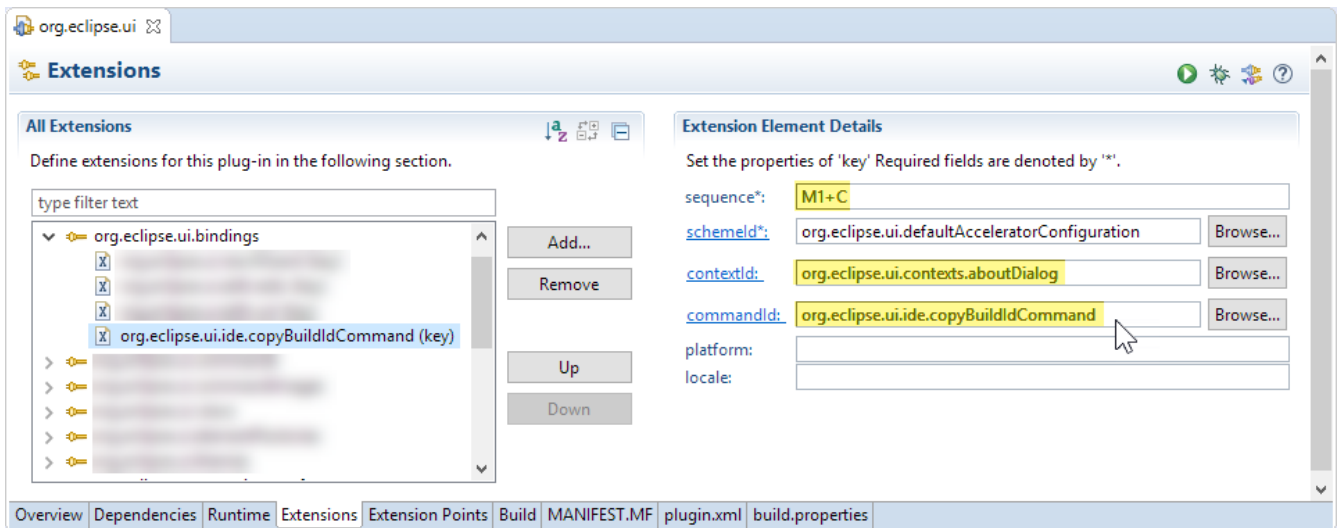 org.eclipse.ui
Extensions
All Extensions
Define extensions for this plug-in in the following section.
type filter text
org.eclipse.ui.bindings
org.eclipse.ui.ide.copyBuildIdCommand (key)
Add...
Remove
Up
Down
Extension Element Details
Set the properties of 'key' Required fields are denoted by '*'.
sequence*: M1+C
schemeId*: org.eclipse.ui.defaultAcceleratorConfiguration Browse...
contextId: org.eclipse.ui.contexts.aboutDialog Browse...
commandId: org.eclipse.ui.ide.copyBuildIdCommand Browse...
platform:
locale:
Overview Dependencies Runtime Extensions Extension Points Build MANIFEST.MF plugin.xml build.properties